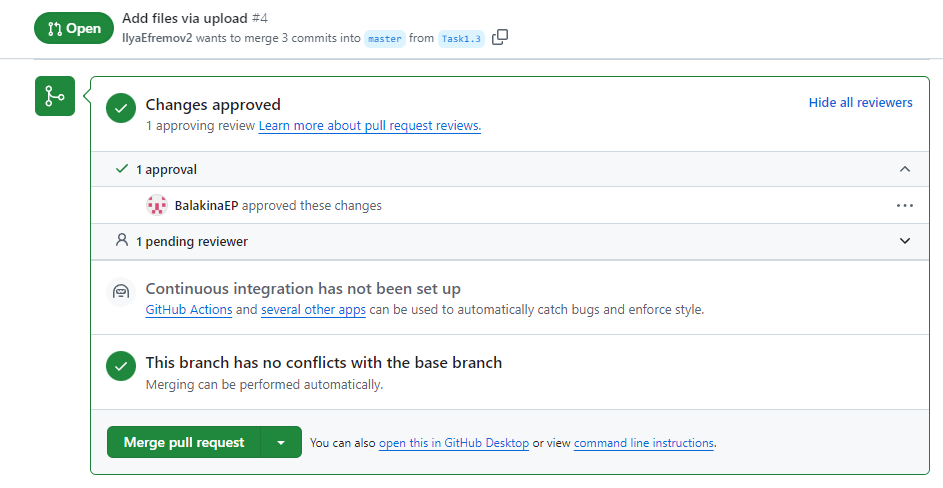 Open
Add files via upload #4
IlyaEfremov2 wants to merge 3 commits into master from Task1.3
Changes approved
Hide all reviewers
1 approving review Learn more about pull request reviews.
1 approval
BalakinaEP approved these changes
1 pending reviewer
Continuous integration has not been set up
GitHub Actions and several other apps can be used to automatically catch bugs and enforce style.
This branch has no conflicts with the base branch
Merging can be performed automatically.
Merge pull request
You can also open this in GitHub Desktop or view command line instructions.